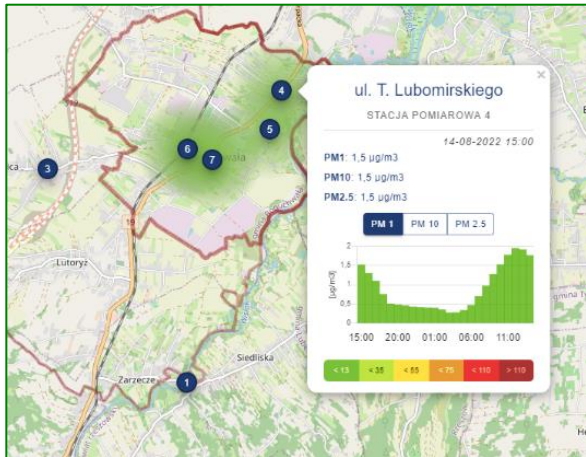 ul. T. Lubomirskiego
STACJA POMIAROWA 4
14-08-2022 15:00
PM1: 1,5 µg/m3
PM10: 1,5 µg/m3
PM2.5: 1,5 µg/m3
PM 1 PM 10 PM 2.5
[µg/m3]
2
1,5
1
0,5
0
15:00 20:00 01:00 06:00 11:00
< 13 < 35 < 55 < 75 < 110 > 110
4
5
6
7
3
19
Lutoryż
Siedliska
Zarzecze
1